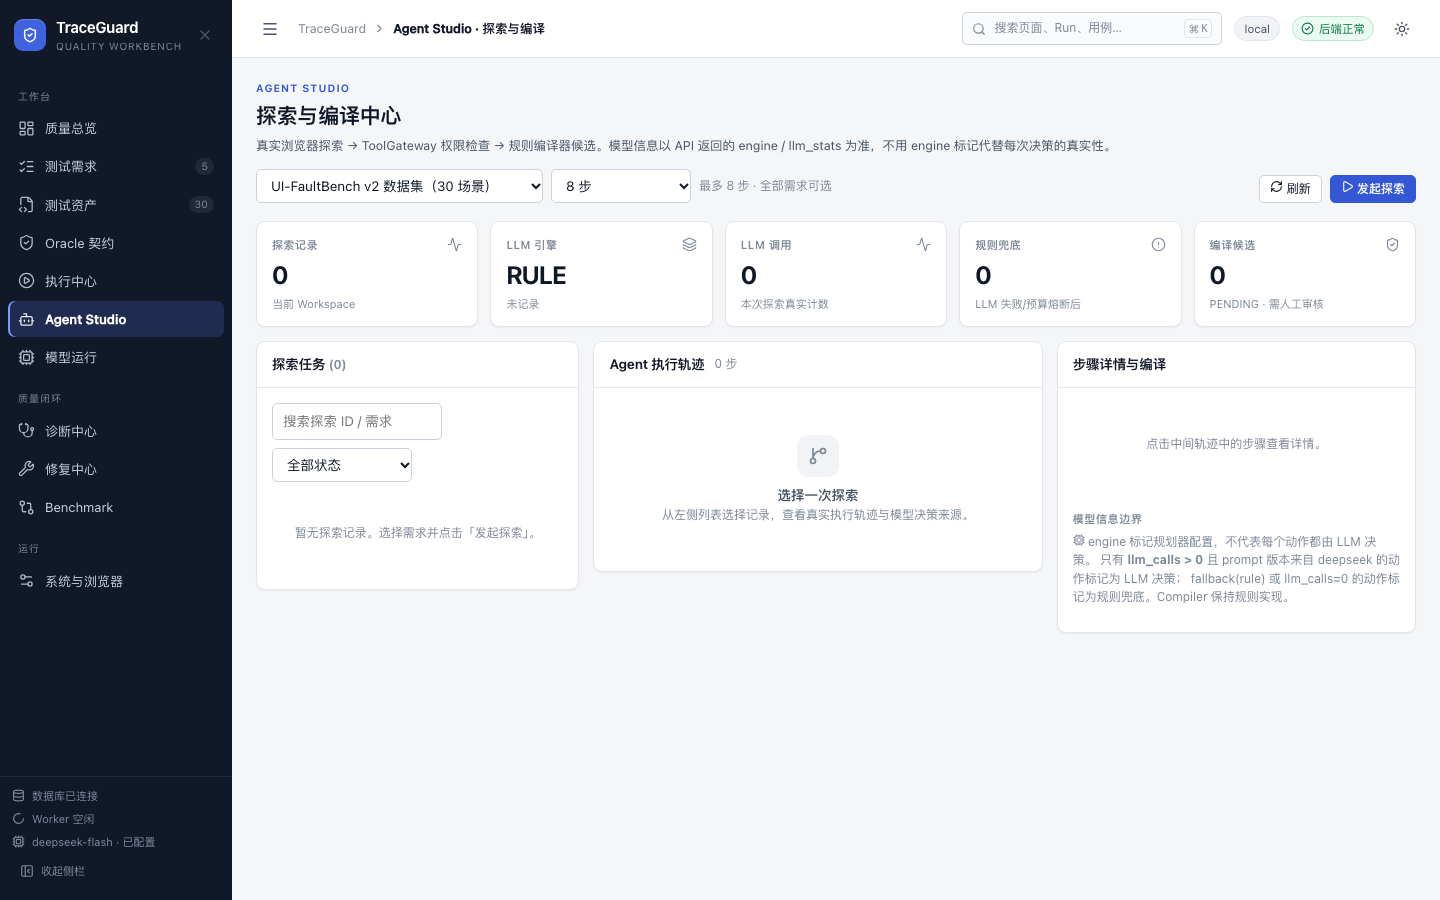 TraceGuard
QUALITY WORKBENCH
工作台
质量总览
测试需求 5
测试资产 30
Oracle 契约
执行中心
Agent Studio
模型运行
质量闭环
诊断中心
修复中心
Benchmark
运行
系统与浏览器
数据库已连接
Worker 空闲
deepseek-flash · 已配置
收起侧栏
TraceGuard > Agent Studio · 探索与编译
搜索页面、Run、用例... ⌘ K
local
后端正常
AGENT STUDIO
探索与编译中心
真实浏览器探索 → ToolGateway 权限检查 → 规则编译器候选。模型信息以 API 返回的 engine / llm_stats 为准，不用 engine 标记代替每次决策的真实性。
UI-FaultBench v2 数据集（30 场景） 8 步 最多 8 步 · 全部需求可选 刷新 发起探索
探索记录
0
当前 Workspace
LLM 引擎
RULE
未记录
LLM 调用
0
本次探索真实计数
规则兜底
0
LLM 失败/预算熔断后
编译候选
0
PENDING · 需人工审核
探索任务 (0)
搜索探索 ID / 需求
全部状态
暂无探索记录。选择需求并点击「发起探索」。
Agent 执行轨迹 0 步
选择一次探索
从左侧列表选择记录，查看真实执行轨迹与模型决策来源。
步骤详情与编译
点击中间轨迹中的步骤查看详情。
模型信息边界
engine 标记规划器配置，不代表每个动作都由 LLM 决
策。 只有 llm_calls > 0 且 prompt 版本来自 deepseek 的动
作标记为 LLM 决策； fallback(rule) 或 llm_calls=0 的动作标
记为规则兜底。Compiler 保持规则实现。